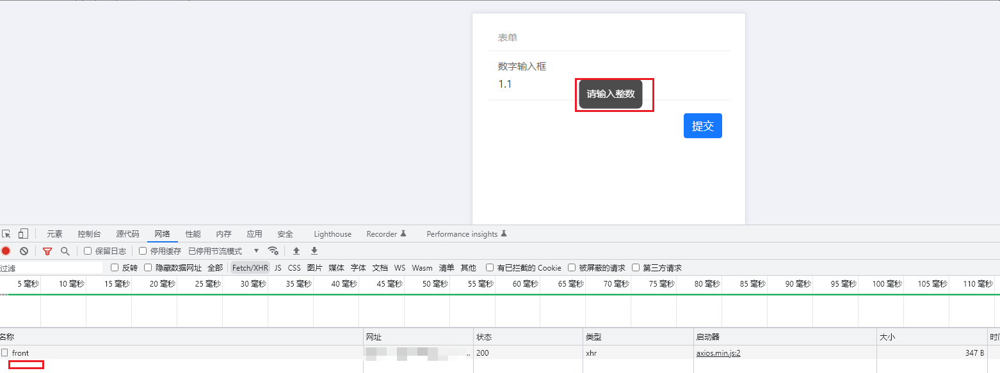 表单
数字输入框
1.1
请输入整数
提交
元素 控制台 源代码 网络 性能 内存 应用 安全 Lighthouse Recorder Performance insights
保留日志 停用缓存 已停用节流模式
过滤 反转 隐藏数据网址 全部 Fetch/XHR JS CSS 图片 媒体 字体 文档 WS Wasm 清单 其他 有已拦截的 Cookie 被屏蔽的请求 第三方请求
5 毫秒 10 毫秒 15 毫秒 20 毫秒 25 毫秒 30 毫秒 35 毫秒 40 毫秒 45 毫秒 50 毫秒 55 毫秒 60 毫秒 65 毫秒 70 毫秒 75 毫秒 80 毫秒 85 毫秒 90 毫秒 95 毫秒 100 毫秒 105 毫秒 110 毫秒
名称 网址 状态 类型 启动器 大小 时
front .. 200 xhr axios.min.js:2 347 B